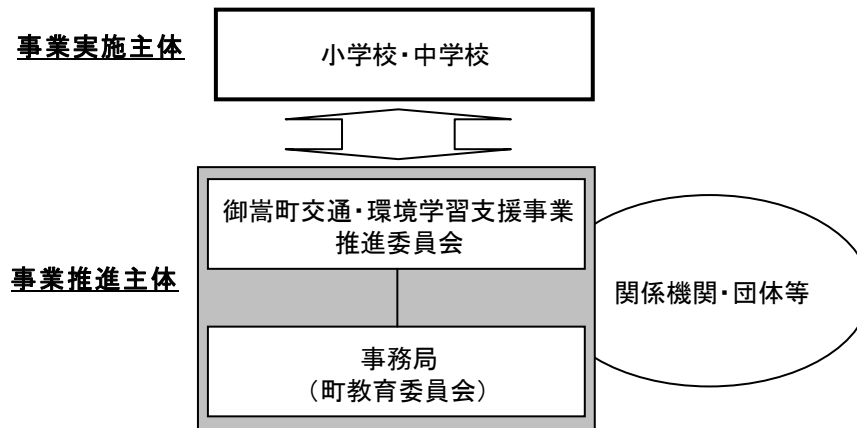 事業実施主体
小学校・中学校
御嵩町交通・環境学習支援事業
推進委員会
事業推進主体
関係機関・団体等
事務局
（町教育委員会）